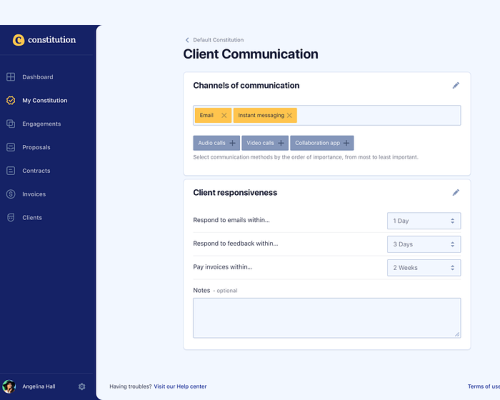 constitution
Dashboard
My Constitution
Engagements
Proposals
Contracts
Invoices
Clients
Angelina Hall
Default Constitution
Client Communication
Channels of communication
Email Instant messaging
Audio calls Video calls Collaboration app
Select communication methods by the order of importance, from most to least important.
Client responsiveness
Respond to emails within... 1 Day
Respond to feedback within... 3 Days
Pay invoices within... 2 Weeks
Notes - optional
Having troubles? Visit our Help center
Terms of use